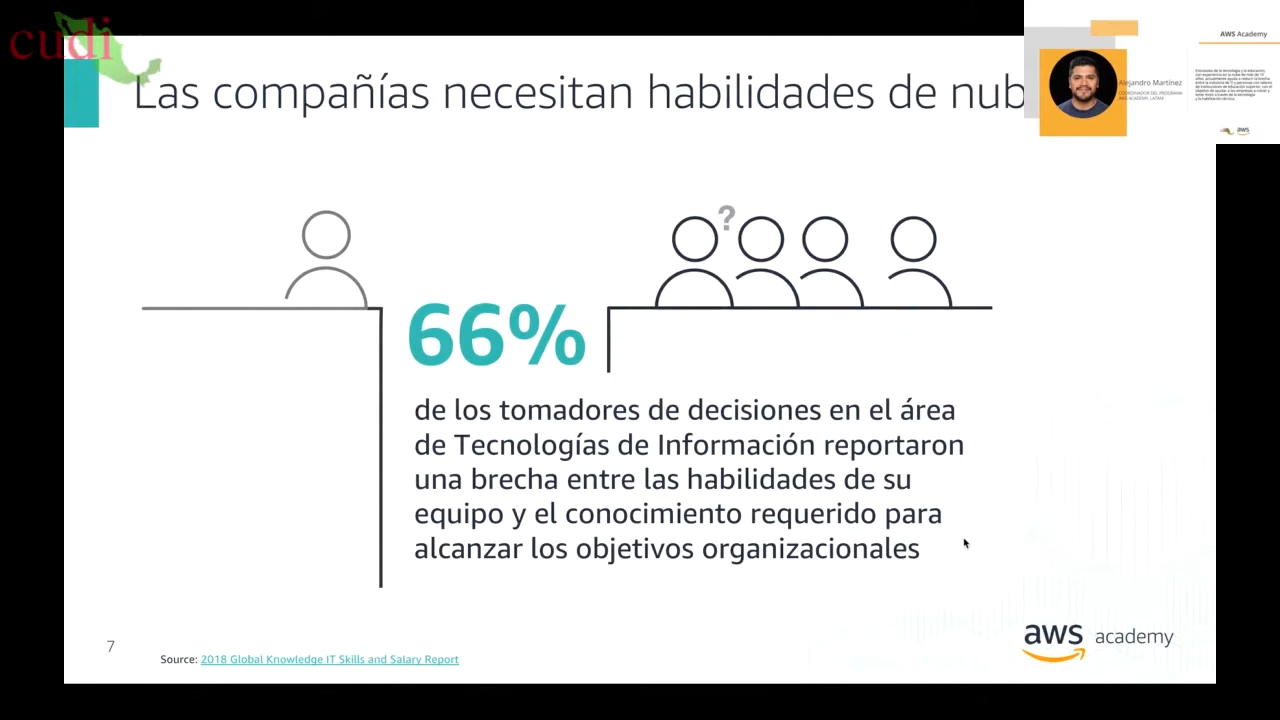 cudi
Las compañías necesitan habilidades de nub
AWS Academy
Alejandro Martínez
COORDINADOR DEL PROGRAMA
AWS ACADEMY, LATAM
aws
?
66%
de los tomadores de decisiones en el área
de Tecnologías de Información reportaron
una brecha entre las habilidades de su
equipo y el conocimiento requerido para
alcanzar los objetivos organizacionales
7
Source: 2018 Global Knowledge IT Skills and Salary Report
aws academy